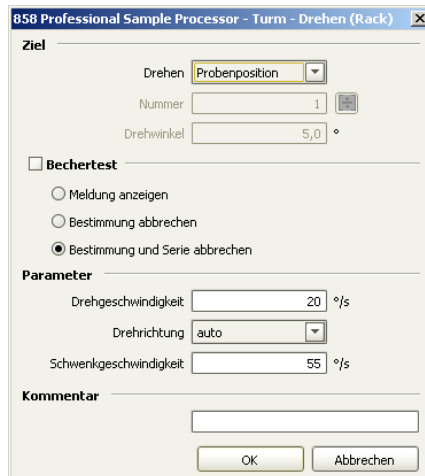 858 Professional Sample Processor - Turm - Drehen (Rack)
Ziel
Drehen Probenposition
Nummer 1
Drehwinkel 5,0 °
Bechertest
Meldung anzeigen
Bestimmung abbrechen
Bestimmung und Serie abbrechen
Parameter
Drehgeschwindigkeit 20 °/s
Drehrichtung auto
Schwenkgeschwindigkeit 55 °/s
Kommentar
OK Abbrechen